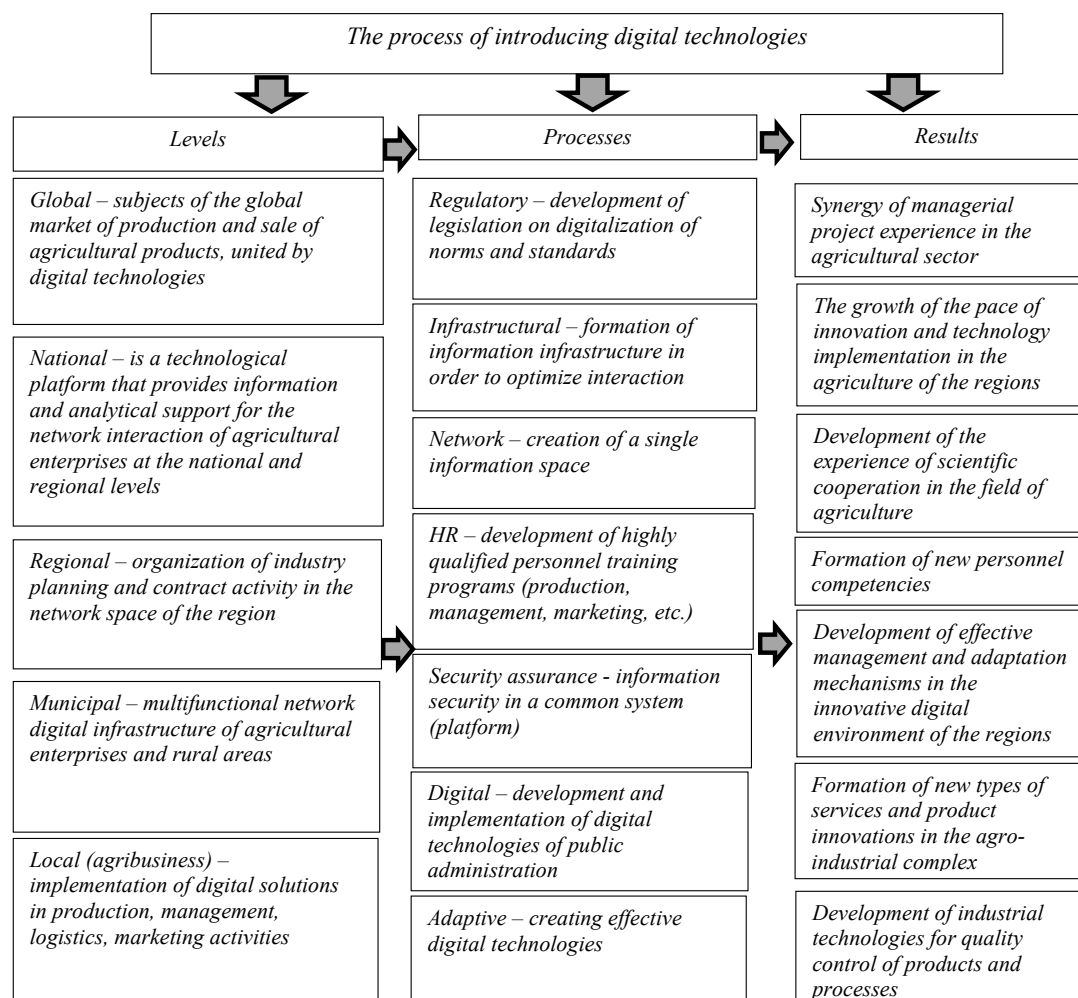 The process of introducing digital technologies
Levels
Processes
Results
Global – subjects of the global
market of production and sale of
agricultural products, united by
digital technologies
National – is a technological
platform that provides information
and analytical support for the
network interaction of agricultural
enterprises at the national and
regional levels
Regional – organization of industry
planning and contract activity in the
network space of the region
Municipal – multifunctional network
digital infrastructure of agricultural
enterprises and rural areas
Local (agribusiness) –
implementation of digital solutions
in production, management,
logistics, marketing activities
Regulatory – development of
legislation on digitalization of
norms and standards
Infrastructural – formation of
information infrastructure in
order to optimize interaction
Network – creation of a single
information space
HR – development of highly
qualified personnel training
programs (production,
management, marketing, etc.)
Security assurance - information
security in a common system
(platform)
Digital – development and
implementation of digital
technologies of public
administration
Adaptive – creating effective
digital technologies
Synergy of managerial
project experience in the
agricultural sector
The growth of the pace of
innovation and technology
implementation in the
agriculture of the regions
Development of the
experience of scientific
cooperation in the field of
agriculture
Formation of new personnel
competencies
Development of effective
management and adaptation
mechanisms in the
innovative digital
environment of the regions
Formation of new types of
services and product
innovations in the agro-
industrial complex
Development of industrial
technologies for quality
control of products and
processes